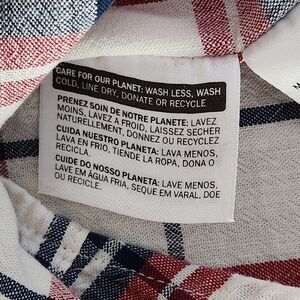 CARE FOR OUR PLANET: WASH LESS, WASH
COLD, LINE DRY, DONATE OR RECYCLE
PRENEZ SOIN DE NOTRE PLANETE: LAVEZ
MOINS, LAVEZ A FROID, LAISSEZ SECHER
NATURELLEMENT, DONNEZ OU RECYCLEZ
CUIDA NUESTRO PLANETA: LAVA MENOS,
LAVA EN FRIO, TIENDE LA ROPA, DONA O
RECICLA.
CUIDE DO NOSSO PLANETA: LAVE MENOS,
LAVE EM ÁGUA FRIA, SEQUE EM VARAL, DOE
OU RECICLE.